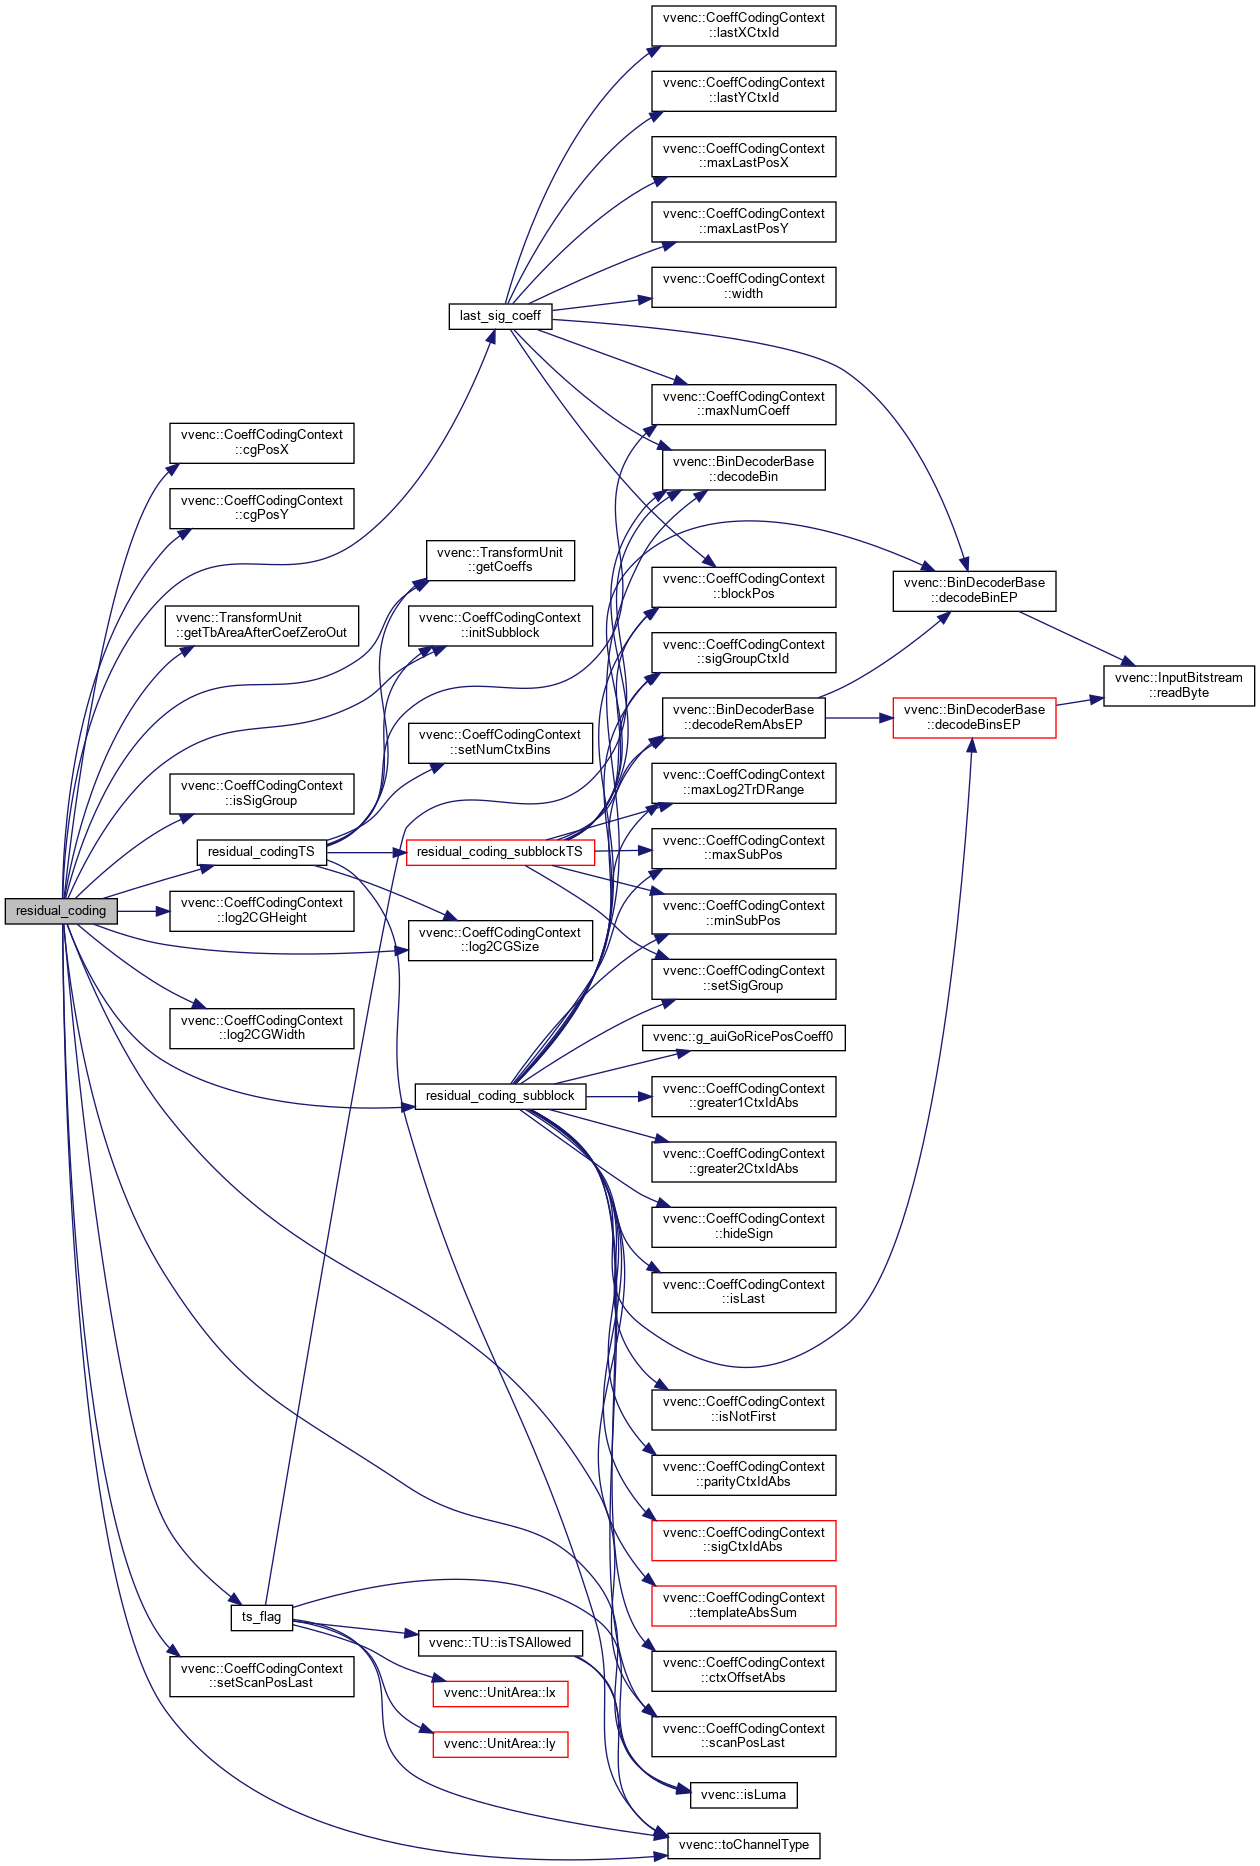 vvenc::CoeffCodingContext
::lastXCtxId
vvenc::CoeffCodingContext
::lastYCtxId
vvenc::CoeffCodingContext
::maxLastPosX
vvenc::CoeffCodingContext
::maxLastPosY
vvenc::CoeffCodingContext
::width
last_sig_coeff
vvenc::CoeffCodingContext
::maxNumCoeff
vvenc::CoeffCodingContext
::cgPosX
vvenc::BinDecoderBase
::decodeBin
vvenc::CoeffCodingContext
::cgPosY
vvenc::TransformUnit
::getCoeffs
vvenc::CoeffCodingContext
::blockPos
vvenc::BinDecoderBase
::decodeBinEP
vvenc::TransformUnit
::getTbAreaAfterCoefZeroOut
vvenc::CoeffCodingContext
::initSubblock
vvenc::CoeffCodingContext
::sigGroupCtxId
vvenc::InputBitstream
::readByte
vvenc::BinDecoderBase
::decodeRemAbsEP
vvenc::BinDecoderBase
::decodeBinsEP
vvenc::CoeffCodingContext
::setNumCtxBins
vvenc::CoeffCodingContext
::isSigGroup
vvenc::CoeffCodingContext
::maxLog2TrDRange
residual_codingTS
residual_coding_subblockTS
vvenc::CoeffCodingContext
::maxSubPos
residual_coding
vvenc::CoeffCodingContext
::log2CGHeight
vvenc::CoeffCodingContext
::minSubPos
vvenc::CoeffCodingContext
::log2CGSize
vvenc::CoeffCodingContext
::setSigGroup
vvenc::CoeffCodingContext
::log2CGWidth
vvenc::g_auiGoRicePosCoeff0
residual_coding_subblock
vvenc::CoeffCodingContext
::greater1CtxIdAbs
vvenc::CoeffCodingContext
::greater2CtxIdAbs
vvenc::CoeffCodingContext
::hideSign
vvenc::CoeffCodingContext
::isLast
vvenc::CoeffCodingContext
::isNotFirst
vvenc::CoeffCodingContext
::parityCtxIdAbs
vvenc::CoeffCodingContext
::sigCtxIdAbs
vvenc::CoeffCodingContext
::templateAbsSum
ts_flag
vvenc::TU::isTSAllowed
vvenc::CoeffCodingContext
::ctxOffsetAbs
vvenc::CoeffCodingContext
::setScanPosLast
vvenc::UnitArea::lx
vvenc::CoeffCodingContext
::scanPosLast
vvenc::UnitArea::ly
vvenc::isLuma
vvenc::toChannelType